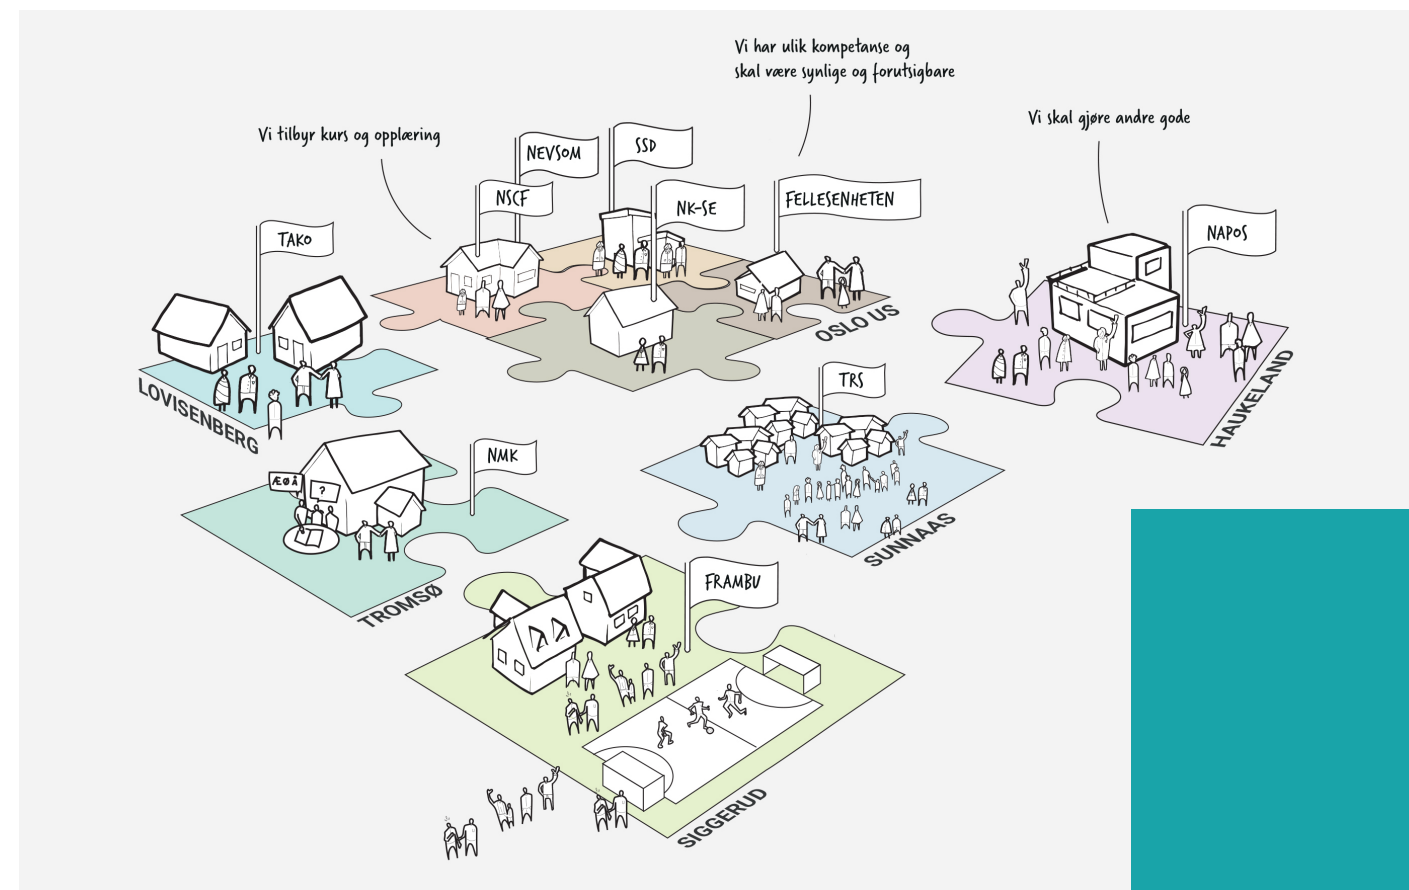 Vi har ulik kompetanse og
skal være synlige og forutsigbare
Vi skal gjøre andre gode
Vi tilbyr kurs og opplæring
NEVSOM
SSD
NSCF
NK-SE
FELLESENHETEN
TAKO
NAPOS
OSLO US
LOVISENBERG
HAUKELAND
TRS
NMK
ÆØÅ
?
SUNNAAS
TROMSØ
FRAMBU
SIGGERUD